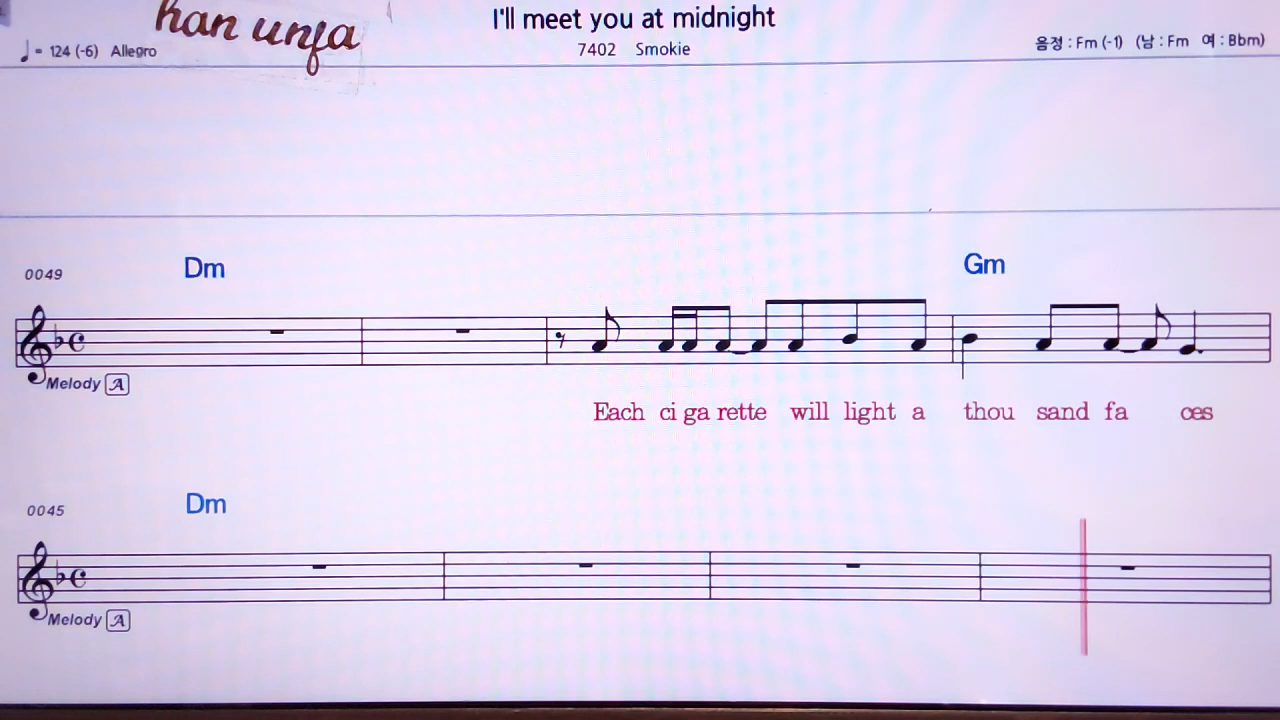 han unfa
I'll meet you at midnight
♩ = 124 (-6) Allegro
7402 Smokie
음정 : Fm (-1) (남 : Fm 여 : Bbm)
0049
Dm
Gm
Melody A
Each ci ga rette will light a thou sand fa ces
0045
Dm
Melody A